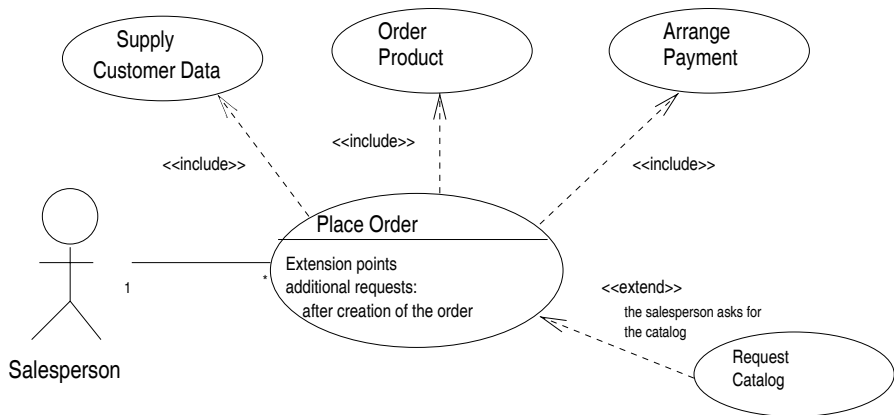 Supply
Customer Data
Order
Product
Arrange
Payment
<<include>>
<<include>>
<<include>>
Place Order
Extension points
additional requests:
after creation of the order
1
*
Salesperson
<<extend>>
the salesperson asks for
the catalog
Request
Catalog